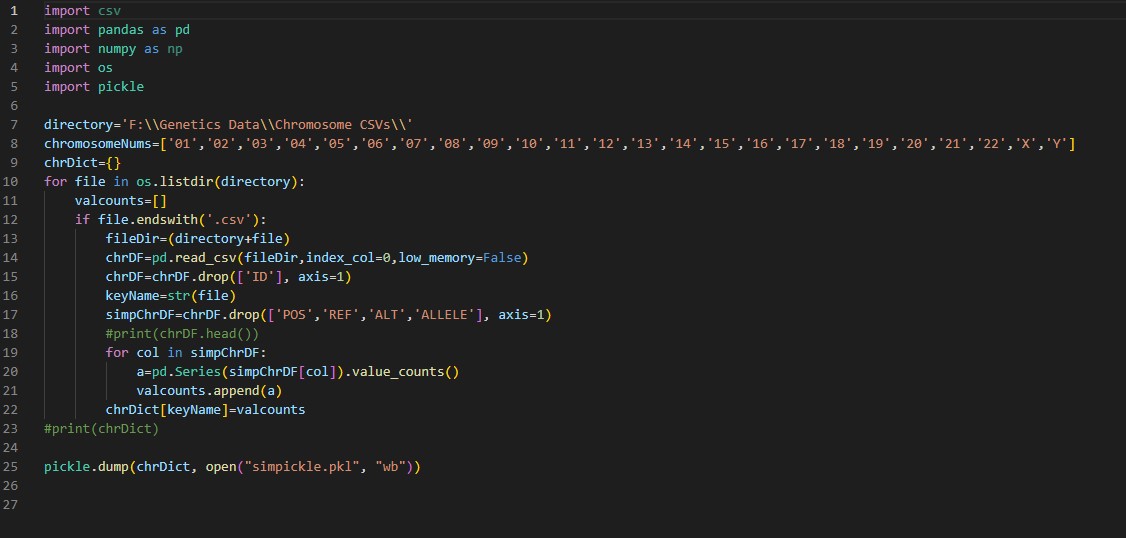 1 import csv
2 import pandas as pd
3 import numpy as np
4 import os
5 import pickle
6
7 directory='F:\\Genetics Data\\Chromosome CSVs\\'
8 chromosomeNums=['01','02','03','04','05','06','07','08','09','10','11','12','13','14','15','16','17','18','19','20','21','22','X','Y']
9 chrDict={}
10 for file in os.listdir(directory):
11     valcounts=[]
12     if file.endswith('.csv'):
13         fileDir=(directory+file)
14         chrDF=pd.read_csv(fileDir,index_col=0,low_memory=False)
15         chrDF=chrDF.drop(['ID'], axis=1)
16         keyName=str(file)
17         simpChrDF=chrDF.drop(['POS','REF','ALT','ALLELE'], axis=1)
18         #print(chrDF.head())
19         for col in simpChrDF:
20             a=pd.Series(simpChrDF[col]).value_counts()
21             valcounts.append(a)
22         chrDict[keyName]=valcounts
23 #print(chrDict)
24
25 pickle.dump(chrDict, open("simpickle.pkl", "wb"))
26
27